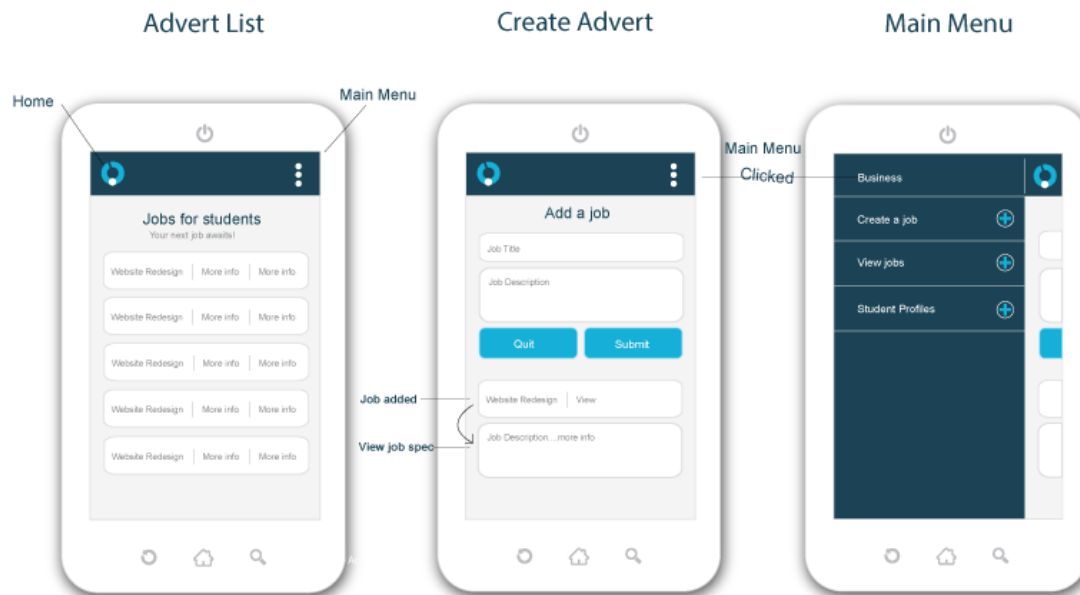 Advert List
Create Advert
Main Menu
Home
Main Menu
Jobs for students
Your next job awaits!
Website Redesign More info More info
Website Redesign More info More info
Website Redesign More info More info
Website Redesign More info More info
Website Redesign More info More info
Add a job
Job Title
Job Description
Quit Submit
Job added
Website Redesign View
View job spec
Job Description....more info
Main Menu
Clicked
Business
Create a job
View jobs
Student Profiles